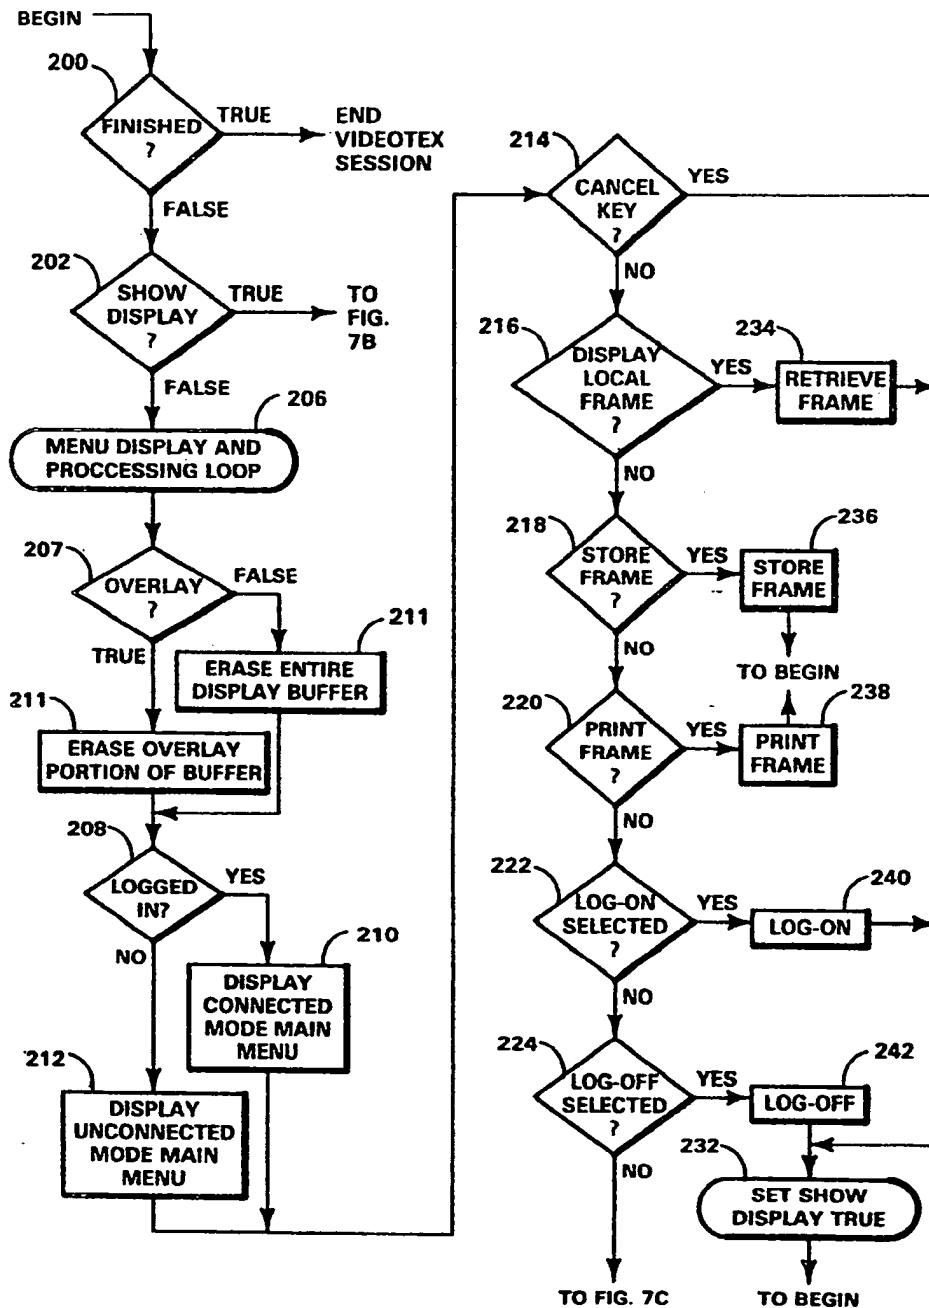 BEGIN
200
FINISHED
?
TRUE
END
VIDEOTEX
SESSION
FALSE
202
SHOW
DISPLAY
?
TRUE
TO
FIG.
7B
FALSE
206
MENU DISPLAY AND
PROCCESSING LOOP
207
OVERLAY
?
FALSE
TRUE
211
ERASE ENTIRE
DISPLAY BUFFER
211
ERASE OVERLAY
PORTION OF BUFFER
208
LOGGED
IN?
YES
NO
210
DISPLAY
CONNECTED
MODE MAIN
MENU
212
DISPLAY
UNCONNECTED
MODE MAIN
MENU
214
CANCEL
KEY
?
YES
NO
216
DISPLAY
LOCAL
FRAME
?
YES
234
RETRIEVE
FRAME
NO
218
STORE
FRAME
?
YES
236
STORE
FRAME
NO
TO BEGIN
220
PRINT
FRAME
?
YES
238
PRINT
FRAME
NO
222
LOG-ON
SELECTED
?
YES
240
LOG-ON
NO
224
LOG-OFF
SELECTED
?
YES
242
LOG-OFF
NO
232
SET SHOW
DISPLAY TRUE
TO FIG. 7C
TO BEGIN